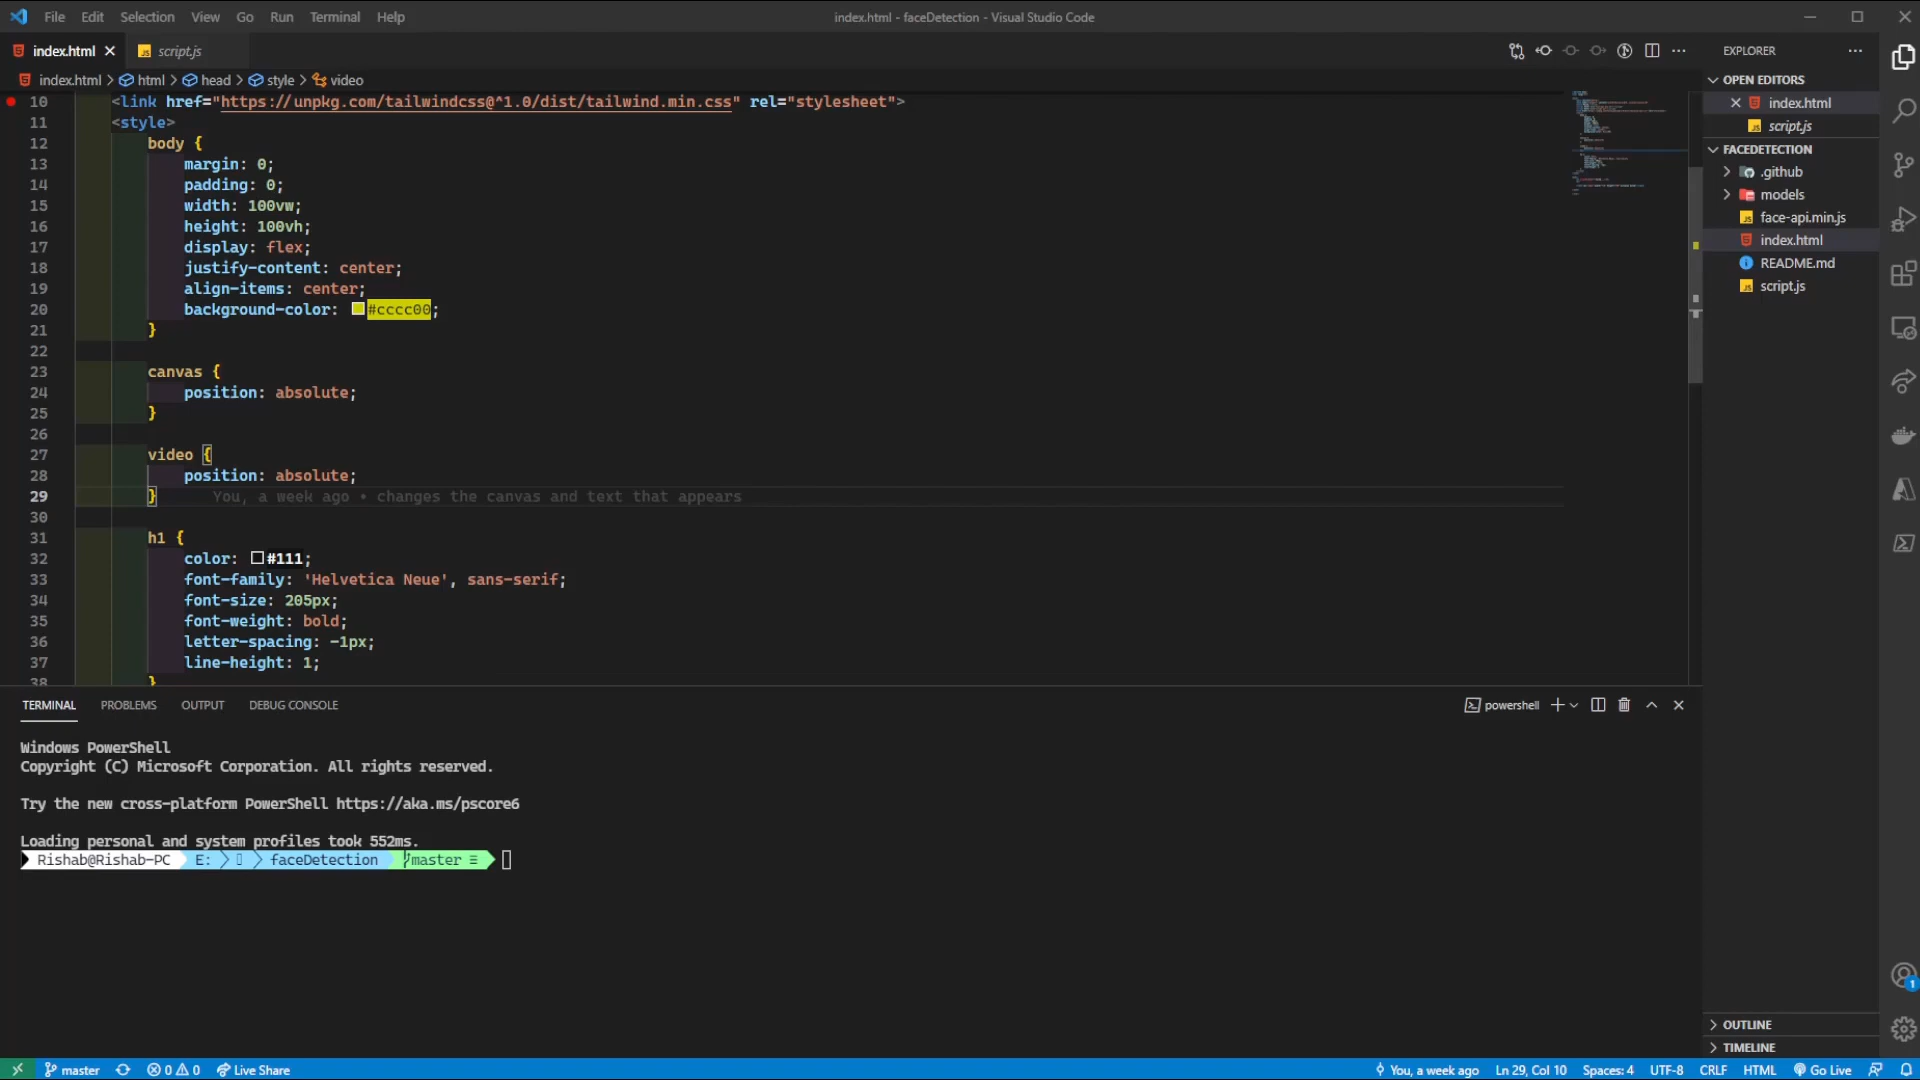 File Edit Selection View Go Run Terminal Help
index.html - faceDetection - Visual Studio Code
index.html
script.js
index.html > html > head > style > video
10 <link href="https://unpkg.com/tailwindcss@^1.0/dist/tailwind.min.css" rel="stylesheet">
11 <style>
12 body {
13 margin: 0;
14 padding: 0;
15 width: 100vw;
16 height: 100vh;
17 display: flex;
18 justify-content: center;
19 align-items: center;
20 background-color: #cccc00;
21 }
22
23 canvas {
24 position: absolute;
25 }
26
27 video {
28 position: absolute;
29 } You, a week ago • changes the canvas and text that appears
30
31 h1 {
32 color: #111;
33 font-family: 'Helvetica Neue', sans-serif;
34 font-size: 205px;
35 font-weight: bold;
36 letter-spacing: -1px;
37 line-height: 1;
38 }
EXPLORER
OPEN EDITORS
index.html
script.js
FACEDETECTION
.github
models
face-api.min.js
index.html
README.md
script.js
OUTLINE
TIMELINE
TERMINAL PROBLEMS OUTPUT DEBUG CONSOLE
powershell
Windows PowerShell
Copyright (C) Microsoft Corporation. All rights reserved.
Try the new cross-platform PowerShell https://aka.ms/pscore6
Loading personal and system profiles took 552ms.
Rishab@Rishab-PC E: faceDetection master ≡
1
master 0 0 Live Share
You, a week ago Ln 29, Col 10 Spaces: 4 UTF-8 CRLF HTML Go Live